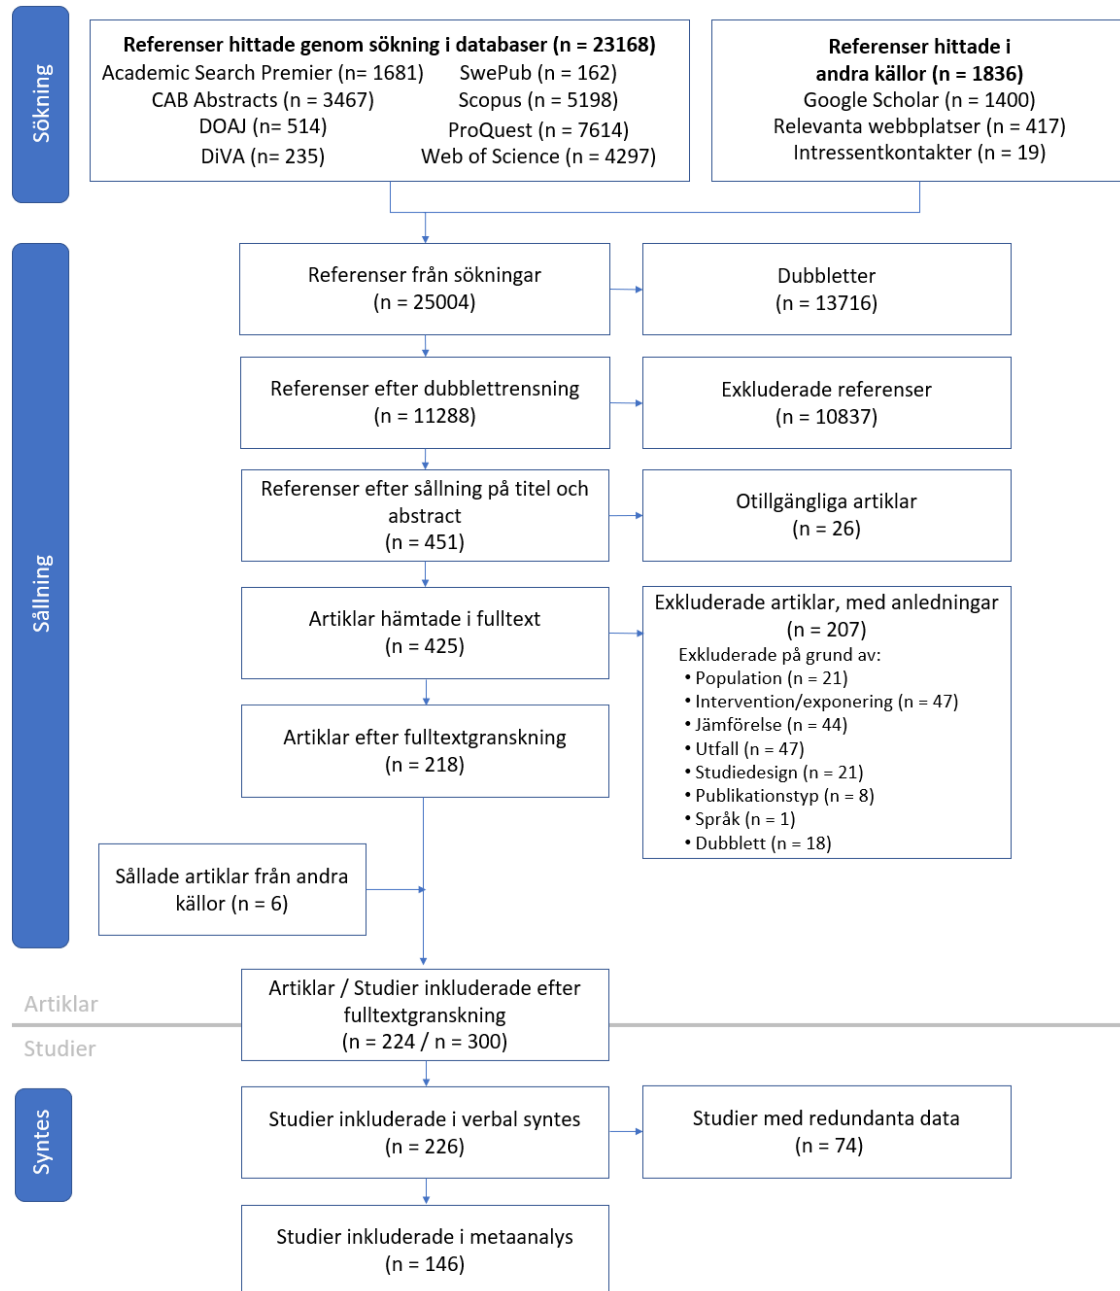 Sökning
Referenser hittade genom sökning i databaser (n = 23168)
Academic Search Premier (n= 1681)
CAB Abstracts (n = 3467)
DOAJ (n= 514)
DiVA (n= 235)
SwePub (n = 162)
Scopus (n = 5198)
ProQuest (n = 7614)
Web of Science (n = 4297)
Referenser hittade i
andra källor (n = 1836)
Google Scholar (n = 1400)
Relevanta webbplatser (n = 417)
Intressentkontakter (n = 19)
Sållning
Referenser från sökningar
(n = 25004)
Dubbletter
(n = 13716)
Referenser efter dubblettrensning
(n = 11288)
Exkluderade referenser
(n = 10837)
Referenser efter sållning på titel och
abstract
(n = 451)
Otillgängliga artiklar
(n = 26)
Artiklar hämtade i fulltext
(n = 425)
Exkluderade artiklar, med anledningar
(n = 207)
Exkluderade på grund av:
• Population (n = 21)
• Intervention/exponering (n = 47)
• Jämförelse (n = 44)
• Utfall (n = 47)
• Studiedesign (n = 21)
• Publikationstyp (n = 8)
• Språk (n = 1)
• Dubblett (n = 18)
Artiklar efter fulltextgranskning
(n = 218)
Sållade artiklar från andra
källor (n = 6)
Artiklar / Studier inkluderade efter
fulltextgranskning
(n = 224 / n = 300)
Artiklar
Studier
Syntes
Studier inkluderade i verbal syntes
(n = 226)
Studier med redundanta data
(n = 74)
Studier inkluderade i metaanalys
(n = 146)